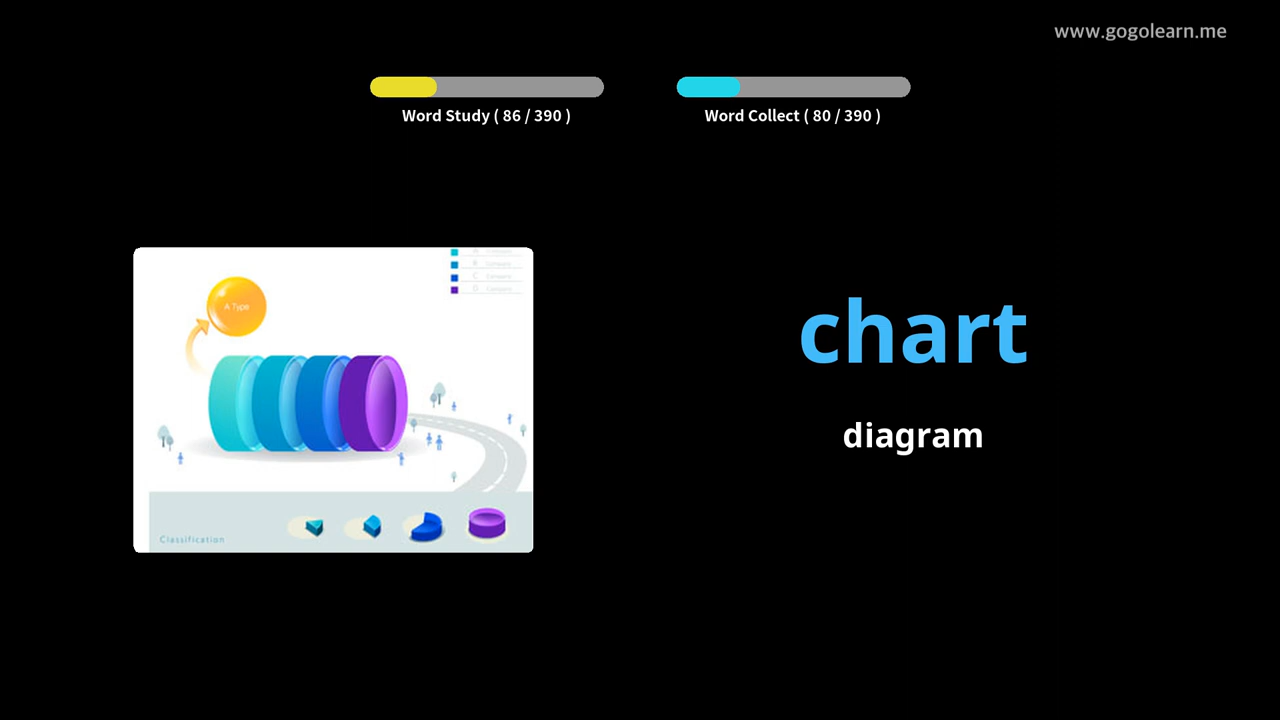 www.gogolearn.me
Word Study ( 86 / 390 )
Word Collect ( 80 / 390 )
A Type
B
C
D
chart
diagram
Classification